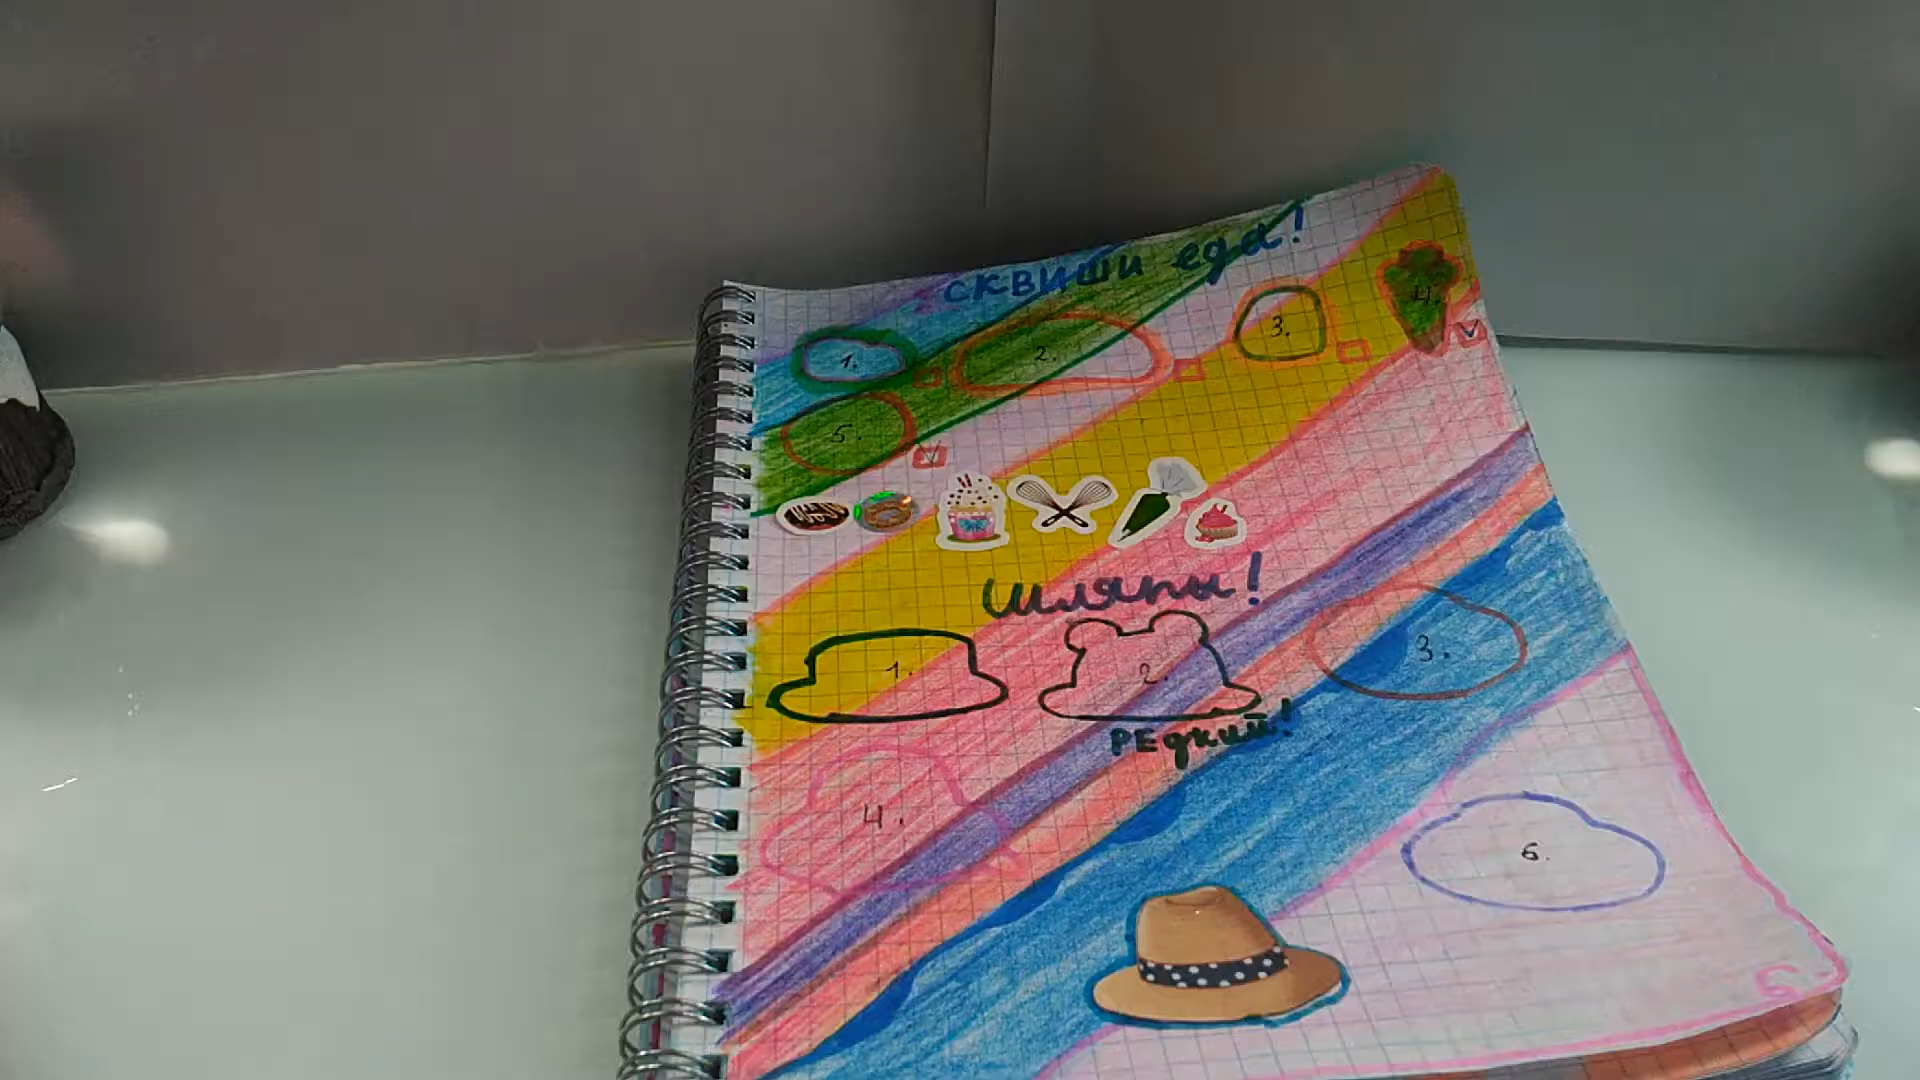 сквиши еда!
1. 2. 3. 4.
5.
Шляпы!
1. 2. 3.
РЕдкий!
4.
6.